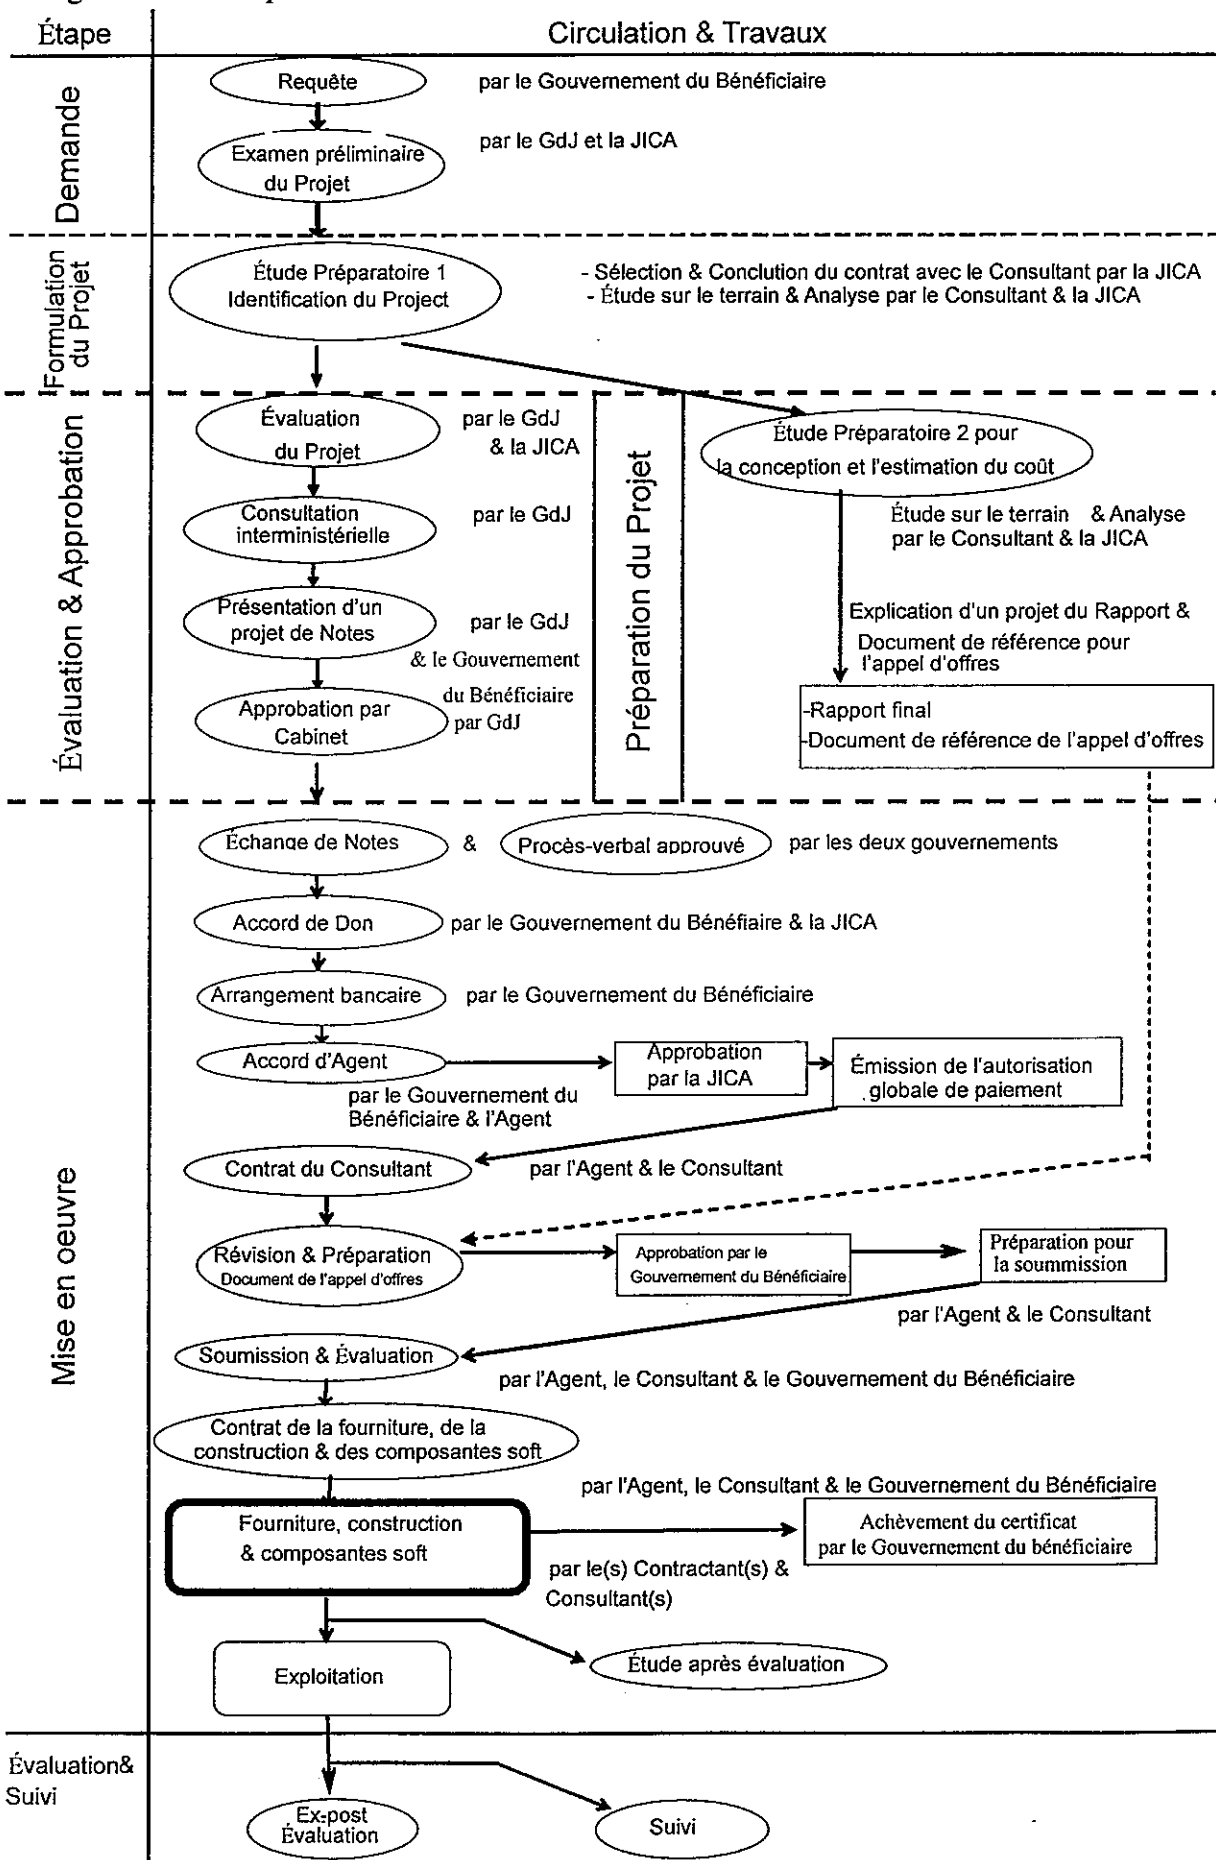 Étape
Circulation & Travaux
Demande
Requête
par le Gouvernement du Bénéficiaire
Examen préliminaire
du Projet
par le GdJ et la JICA
Formulation
du Projet
Étude Préparatoire 1
Identification du Project
- Sélection & Conclution du contrat avec le Consultant par la JICA
- Étude sur le terrain & Analyse par le Consultant & la JICA
Évaluation & Approbation
Évaluation
du Projet
par le GdJ
& la JICA
Consultation
interministérielle
par le GdJ
Présentation d'un
projet de Notes
par le GdJ
& le Gouvernement
du Bénéficiaire
Approbation par
Cabinet
par GdJ
Préparation du Projet
Étude Préparatoire 2 pour
la conception et l'estimation du coût
Étude sur le terrain & Analyse
par le Consultant & la JICA
Explication d'un projet du Rapport &
Document de référence pour
l'appel d'offres
-Rapport final
-Document de référence de l'appel d'offres
Mise en oeuvre
Échange de Notes
&
Procès-verbal approuvé
par les deux gouvernements
Accord de Don
par le Gouvernement du Bénéfiaire & la JICA
Arrangement bancaire
par le Gouvernement du Bénéficiaire
Accord d'Agent
par le Gouvernement du
Bénéficiaire & l'Agent
Approbation
par la JICA
Émission de l'autorisation
globale de paiement
Contrat du Consultant
par l'Agent & le Consultant
Révision & Préparation
Document de l'appel d'offres
Approbation par le
Gouvernement du Bénéficiaire
Préparation pour
la soummission
par l'Agent & le Consultant
Soumission & Évaluation
par l'Agent, le Consultant & le Gouvernement du Bénéficiaire
Contrat de la fourniture, de la
construction & des composantes soft
par l'Agent, le Consultant & le Gouvernement du Bénéficiaire
Fourniture, construction
& composantes soft
par le(s) Contractant(s) &
Consultant(s)
Achèvement du certificat
par le Gouvernement du bénéficiaire
Exploitation
Étude après évaluation
Évaluation&
Suivi
Ex-post
Évaluation
Suivi